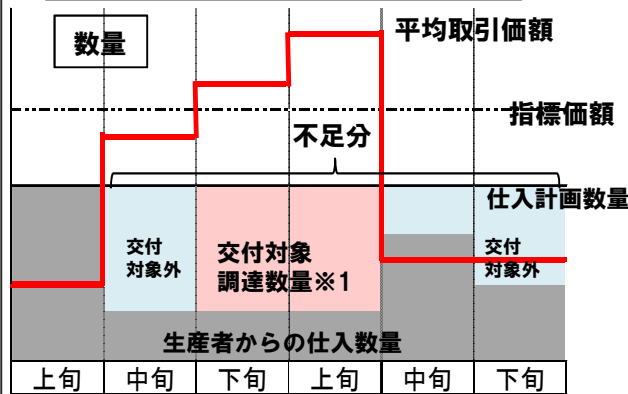 数量
平均取引価額
指標価額
不足分
仕入計画数量
交付
対象外
交付対象
調達数量※1
交付
対象外
生産者からの仕入数量
上旬 中旬 下旬 上旬 中旬 下旬